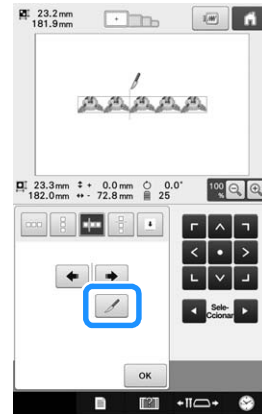 23.2mm
181.9mm
23.3mm + 0.0mm 0.0°
182.0mm - 72.8mm 25
100
%
Sele-
Ccionar
OK